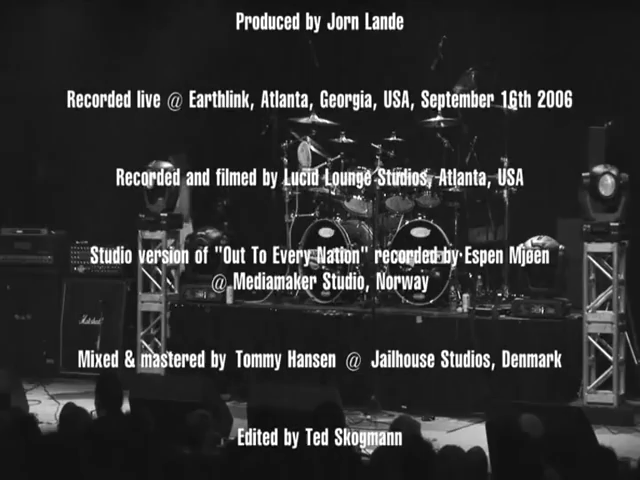 Produced by Jorn Lande
Recorded live @ Earthlink, Atlanta, Georgia, USA, September 16th 2006
Recorded and filmed by Lucid Lounge Studios, Atlanta, USA
Studio version of "Out To Every Nation" recorded by Espen Mjøen
@ Mediamaker Studio, Norway
Marshall
Mixed & mastered by Tommy Hansen @ Jailhouse Studios, Denmark
Edited by Ted Skogmann